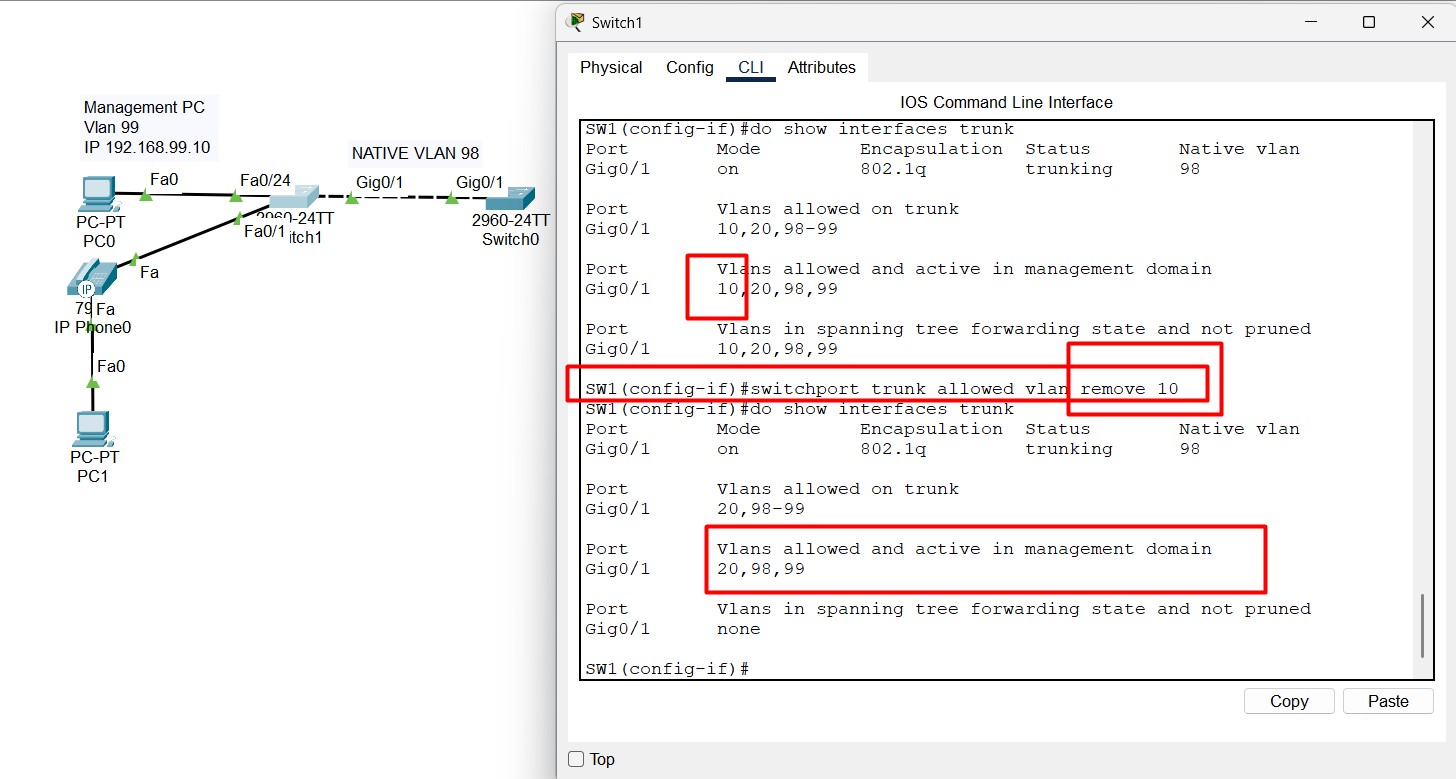 Management PC
Vlan 99
IP 192.168.99.10
Fa0
Fa0/24
NATIVE VLAN 98
Gig0/1
Gig0/1
PC-PT
PC0
2960-24TT
Fa0/1
itch1
2960-24TT
Switch0
Fa
IP
79
Fa
IP Phone0
Fa0
PC-PT
PC1
Switch1
Physical Config CLI Attributes
IOS Command Line Interface
SW1(config-if)#do show interfaces trunk
Port Mode Encapsulation Status Native vlan
Gig0/1 on 802.1q trunking 98
Port Vlans allowed on trunk
Gig0/1 10,20,98-99
Port Vlans allowed and active in management domain
Gig0/1 10,20,98,99
Port Vlans in spanning tree forwarding state and not pruned
Gig0/1 10,20,98,99
SW1(config-if)#switchport trunk allowed vlan remove 10
SW1(config-if)#do show interfaces trunk
Port Mode Encapsulation Status Native vlan
Gig0/1 on 802.1q trunking 98
Port Vlans allowed on trunk
Gig0/1 20,98-99
Port Vlans allowed and active in management domain
Gig0/1 20,98,99
Port Vlans in spanning tree forwarding state and not pruned
Gig0/1 none
SW1(config-if)#
Copy Paste
Top